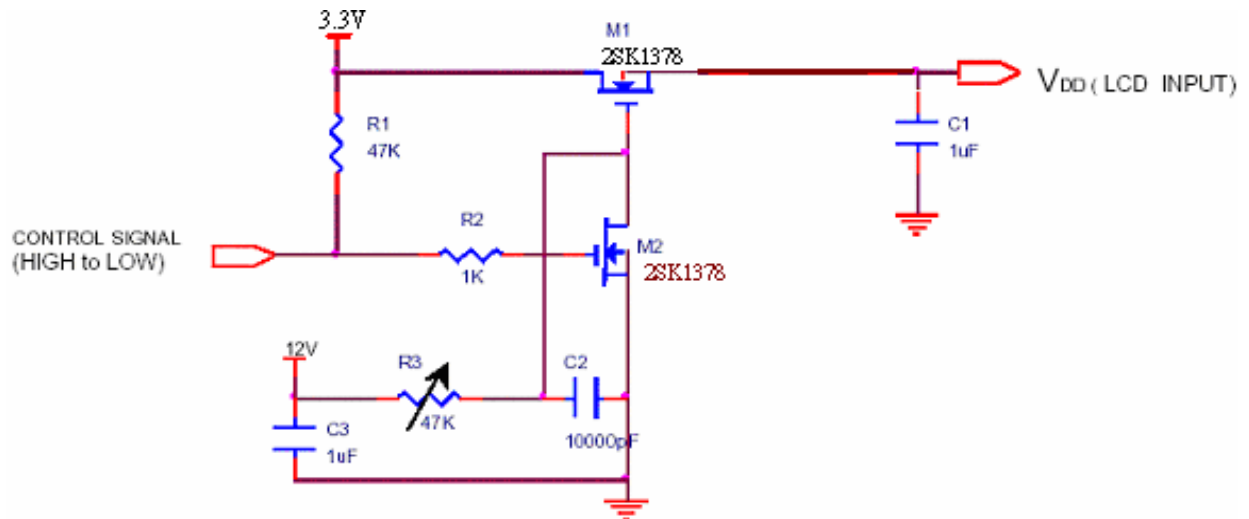 3.3V
M1
2SK1378
VDD ( LCD INPUT)
R1
47K
C1
1uF
CONTROL SIGNAL
(HIGH to LOW)
R2
1K
M2
2SK1378
12V
R3
47K
C2
10000pF
C3
1uF